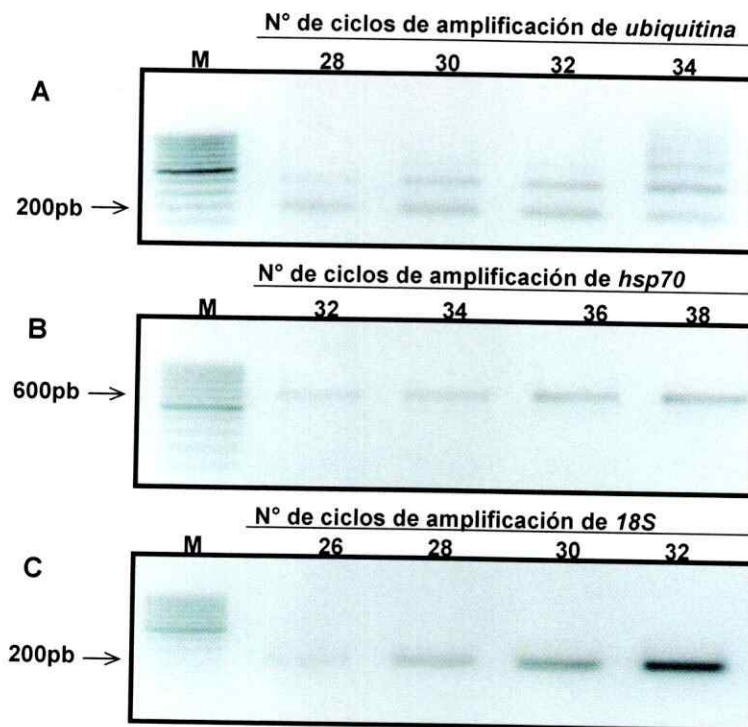 N° de ciclos de amplificación de ubiquitina
M 28 30 32 34
A
200pb →
N° de ciclos de amplificación de hsp70
M 32 34 36 38
B
600pb →
N° de ciclos de amplificación de 18S
M 26 28 30 32
C
200pb →